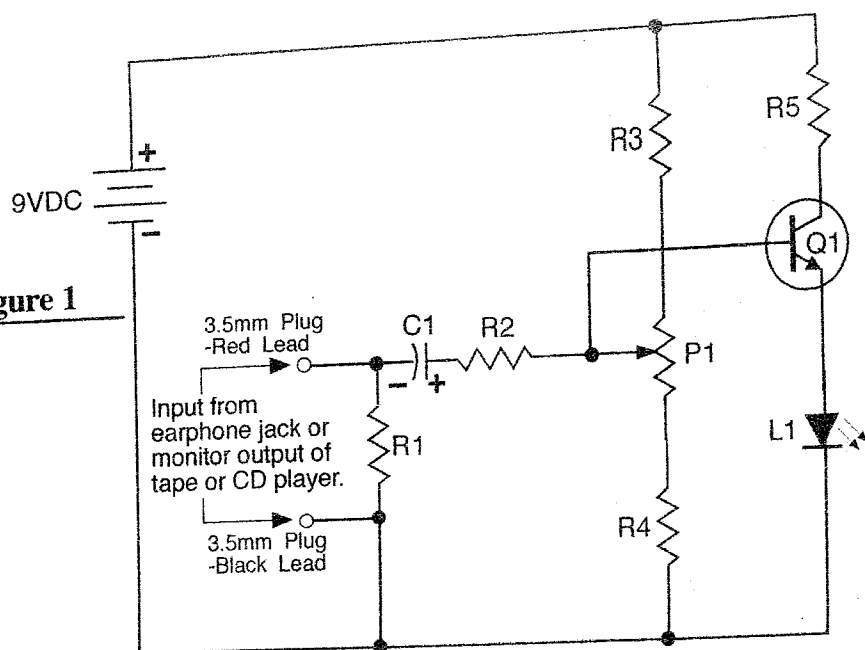 R5
R3
+
9VDC
-
Q1
gure 1
3.5mm Plug
-Red Lead
C1
R2
P1
- +
Input from
earphone jack or
monitor output of
tape or CD player.
R1
L1
R4
3.5mm Plug
-Black Lead